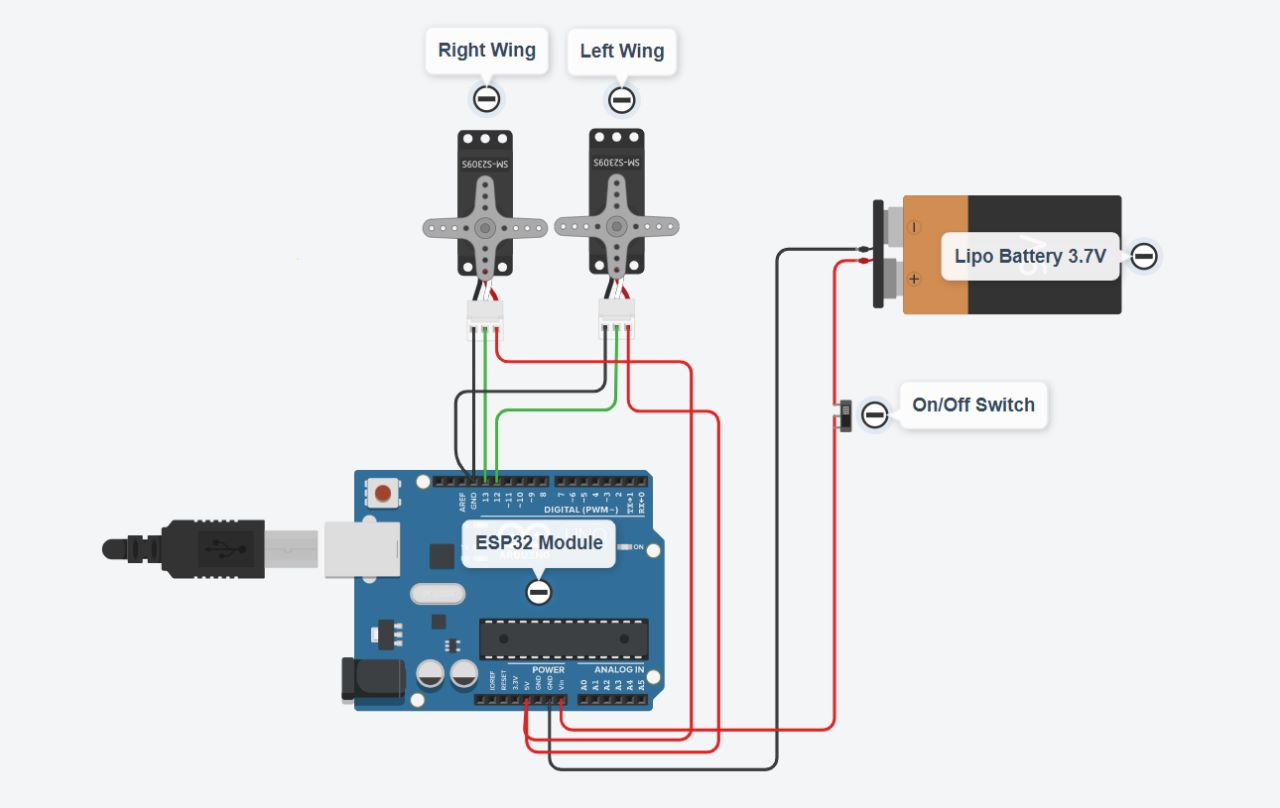 Right Wing
Left Wing
SM-S2309S
SM-S2309S
Lipo Battery 3.7V
On/Off Switch
AREF
GND
13
12
~11
~10
~9
8
7
~6
~5
4
~3
2
TX→1
RX←0
DIGITAL (PWM~)
ESP32 Module
ON
POWER
ANALOG IN
IOREF
RESET
3.3V
5V
GND
GND
Vin
A0
A1
A2
A3
A4
A5